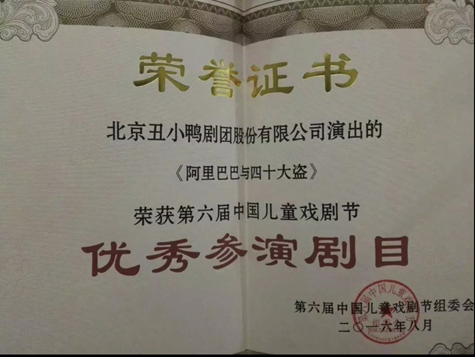 荣誉证书
北京丑小鸭剧团股份有限公司演出的
《阿里巴巴与四十大盗》
荣获第六届中国儿童戏剧节
优秀参演剧目
第六届中国儿童戏剧节组委会
二〇一六年八月